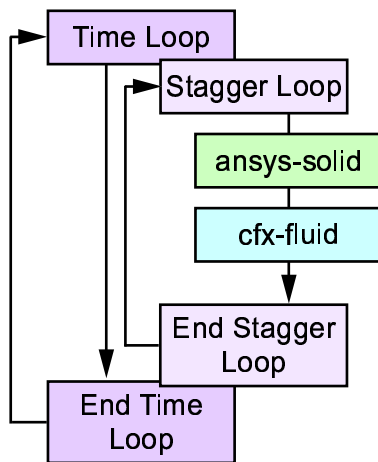 Time Loop
Stagger Loop
ansys-solid
cfx-fluid
End Stagger
Loop
End Time
Loop